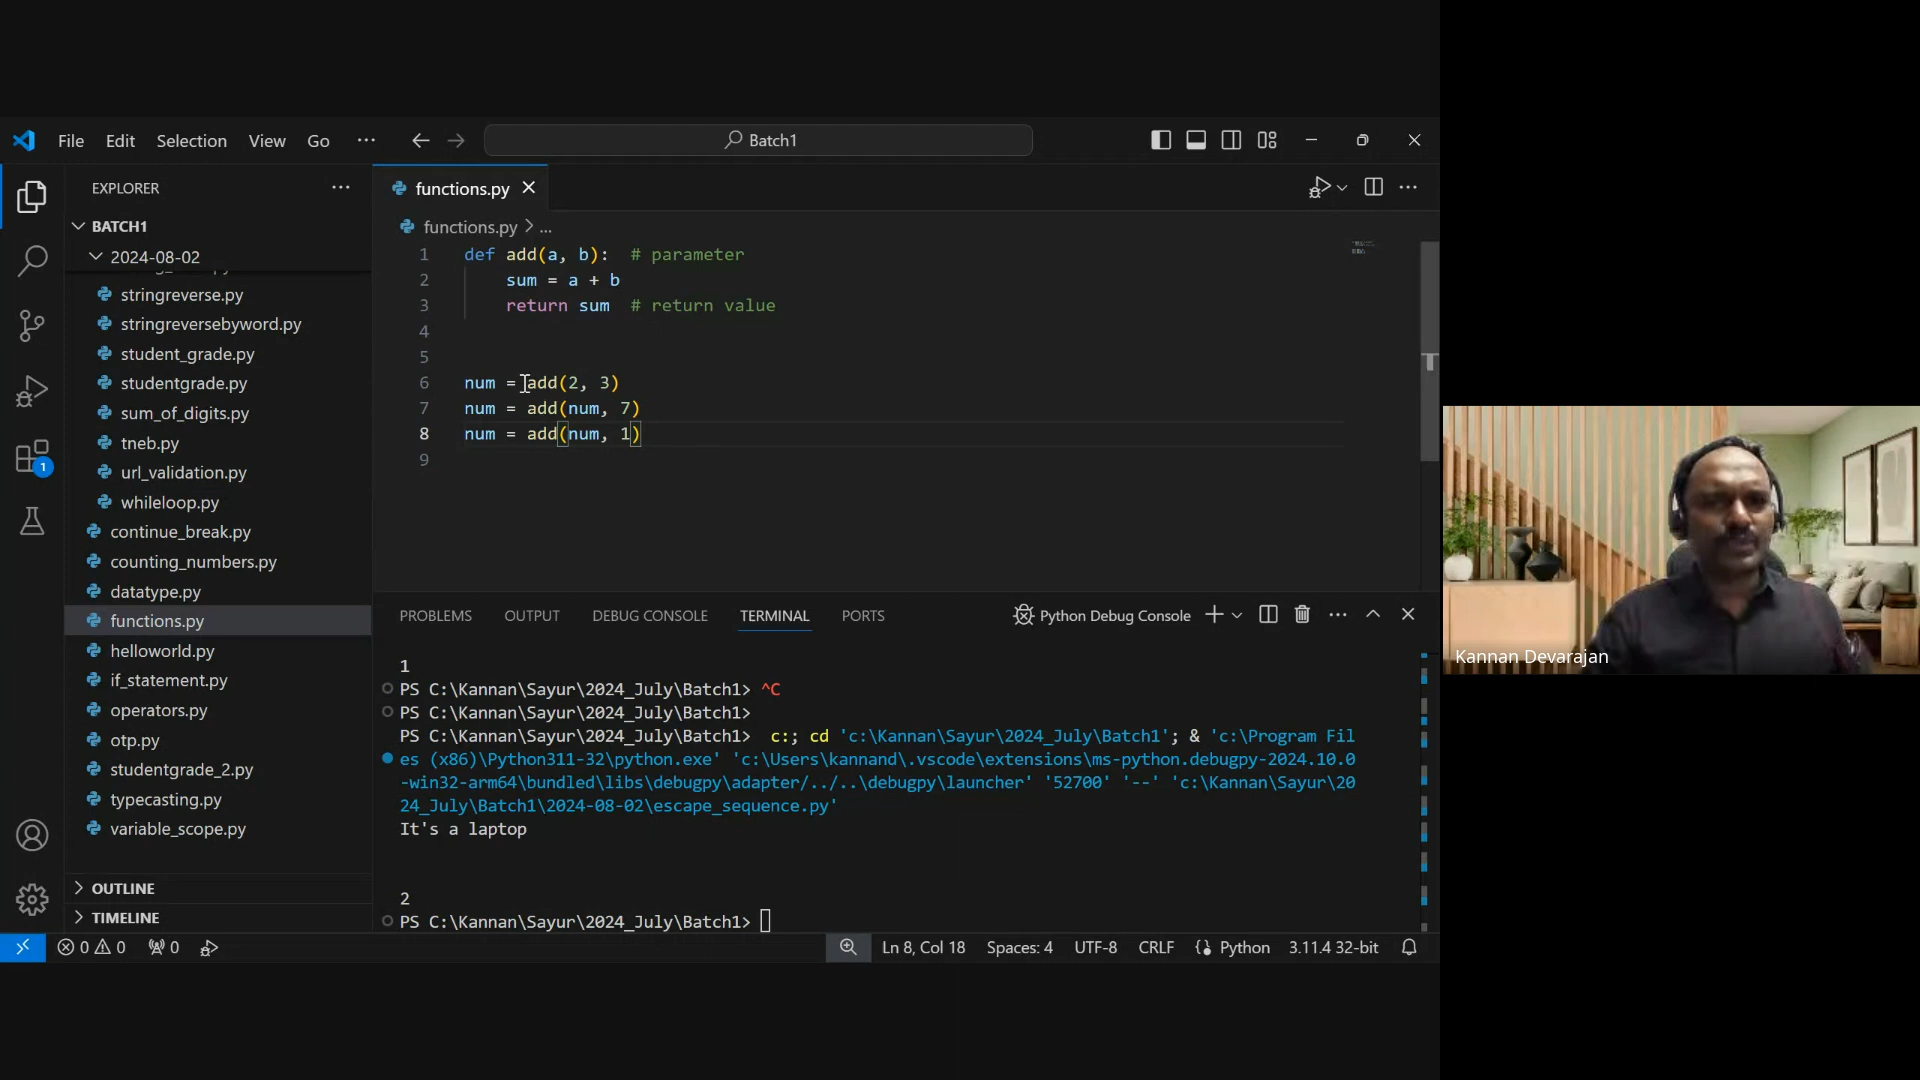 File Edit Selection View Go ··· Batch1
EXPLORER ···
functions.py
BATCH1
2024-08-02
stringreverse.py
stringreversebyword.py
student_grade.py
studentgrade.py
sum_of_digits.py
tneb.py
url_validation.py
whileloop.py
continue_break.py
counting_numbers.py
datatype.py
functions.py
helloworld.py
if_statement.py
operators.py
otp.py
studentgrade_2.py
typecasting.py
variable_scope.py
OUTLINE
TIMELINE
1
functions.py > ...
1 def add(a, b):  # parameter
2 sum = a + b
3 return sum  # return value
4
5
6 num = add(2, 3)
7 num = add(num, 7)
8 num = add(num, 1)
9
PROBLEMS OUTPUT DEBUG CONSOLE TERMINAL PORTS Python Debug Console
1
PS C:\Kannan\Sayur\2024_July\Batch1> ^C
PS C:\Kannan\Sayur\2024_July\Batch1>
PS C:\Kannan\Sayur\2024_July\Batch1>  c:; cd 'c:\Kannan\Sayur\2024_July\Batch1'; & 'c:\Program Fil
es (x86)\Python311-32\python.exe' 'c:\Users\kannand\.vscode\extensions\ms-python.debugpy-2024.10.0
-win32-arm64\bundled\libs\debugpy\adapter/../..\debugpy\launcher' '52700' '--' 'c:\Kannan\Sayur\20
24_July\Batch1\2024-08-02\escape_sequence.py'
It's a laptop
2
PS C:\Kannan\Sayur\2024_July\Batch1>
0 0 0 Ln 8, Col 18 Spaces: 4 UTF-8 CRLF Python 3.11.4 32-bit
Kannan Devarajan